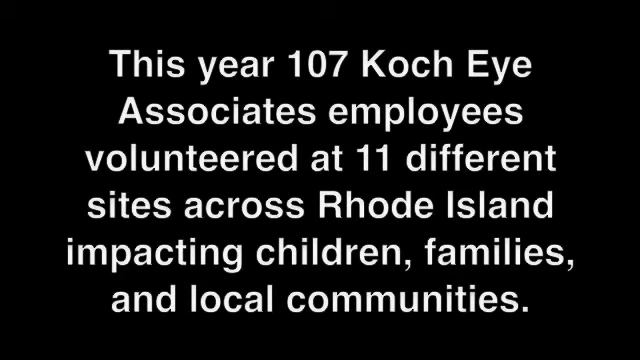 This year 107 Koch Eye
Associates employees
volunteered at 11 different
sites across Rhode Island
impacting children, families,
and local communities.